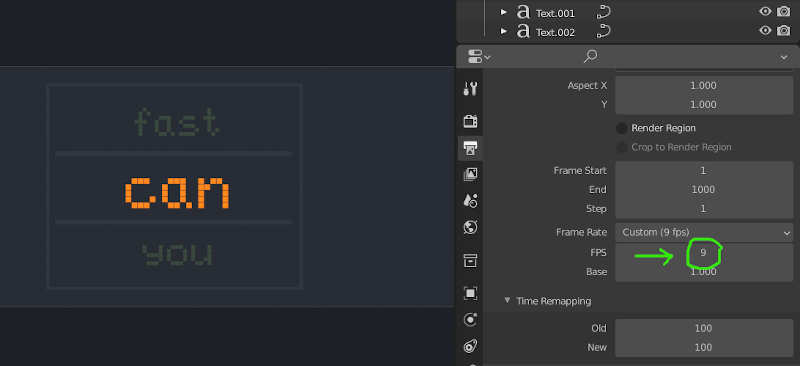 fast
can
you
Text.001
Text.002
Aspect X 1.000
Y 1.000
Render Region
Crop to Render Region
Frame Start 1
End 1000
Step 1
Frame Rate Custom (9 fps)
FPS 9
Base 1.000
Time Remapping
Old 100
New 100